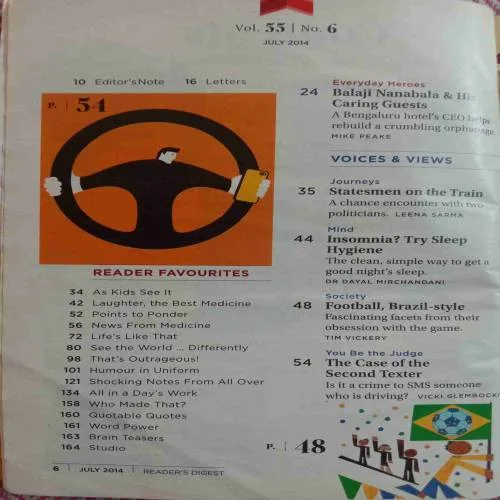 Vol. 55 | No. 6
JULY 2014
10 Editor's Note 16 Letters
P. | 54
READER FAVOURITES
34 As Kids See It
42 Laughter, the Best Medicine
52 Points to Ponder
56 News From Medicine
72 Life's Like That
80 See the World ... Differently
98 That's Outrageous!
101 Humour in Uniform
121 Shocking Notes From All Over
134 All in a Day's Work
158 Who Made That?
160 Quotable Quotes
161 Word Power
163 Brain Teasers
164 Studio
Everyday Heroes
24 Balaji Nanabala & His
Caring Guests
A Bengaluru hotel's CEO helps
rebuild a crumbling orphanage.
MIKE PEAKE
VOICES & VIEWS
Journeys
35 Statesmen on the Train
A chance encounter with two
politicians. LEENA SARMA
Mind
44 Insomnia? Try Sleep
Hygiene
The clean, simple way to get a
good night's sleep.
DR DAYAL MIRCHANDANI
Society
48 Football, Brazil-style
Fascinating facets from their
obsession with the game.
TIM VICKERY
You Be the Judge
54 The Case of the
Second Texter
Is it a crime to SMS someone
who is driving? VICKI GLEMBOCKI
P. | 48
6 | JULY 2014 | READER'S DIGEST